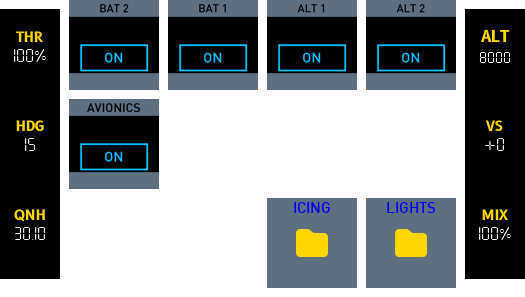 BAT 2
BAT 1
ALT 1
ALT 2
THR
100%
ON
ON
ON
ON
ALT
8000
AVIONICS
HDG
15
ON
VS
+0
ICING
LIGHTS
QNH
30.10
MIX
100%